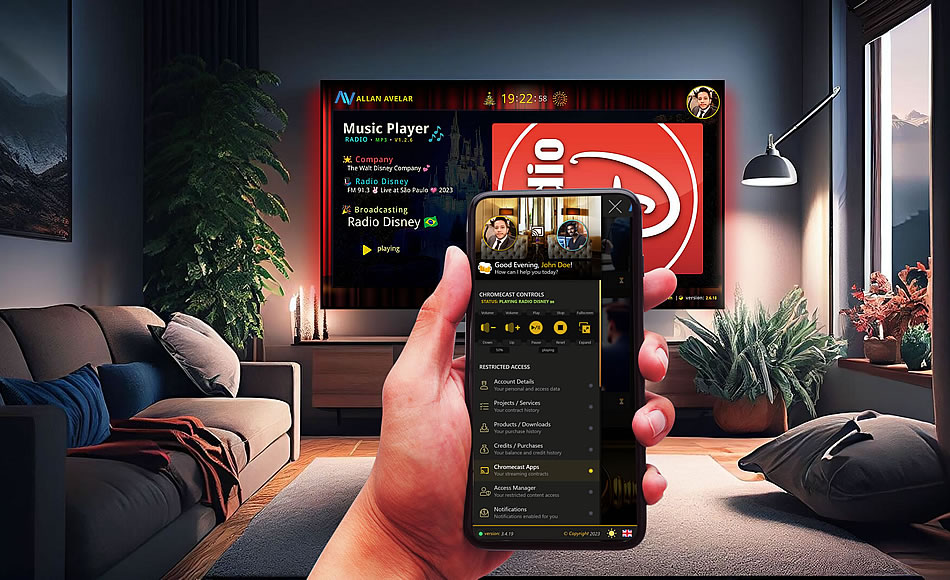 ALLAN AVELAR
19:22:58
Music Player
RADIO • MP3 • V1.2.6
Company
The Walt Disney Company
Radio Disney
FM 91.3 Live at São Paulo 2023
Broadcasting
Radio Disney
playing
dio
version: 2.4.18
Good Evening, John Doe!
How can I help you today?
CHROMECAST CONTROLS
STATUS: PLAYING RADIO DISNEY
Volume Volume Play Stop Fullscreen
Down Up Pause Reset Expand
50% playing
RESTRICTED ACCESS
Account Details
Your personal and access data
Projects / Services
Your contract history
Products / Downloads
Your purchase history
Credits / Purchases
Your balance and credit history
Chromecast Apps
Your streaming contracts
Access Manager
Your restricted content access
Notifications
Notifications enabled for you
version: 3.4.19 © Copyright 2023